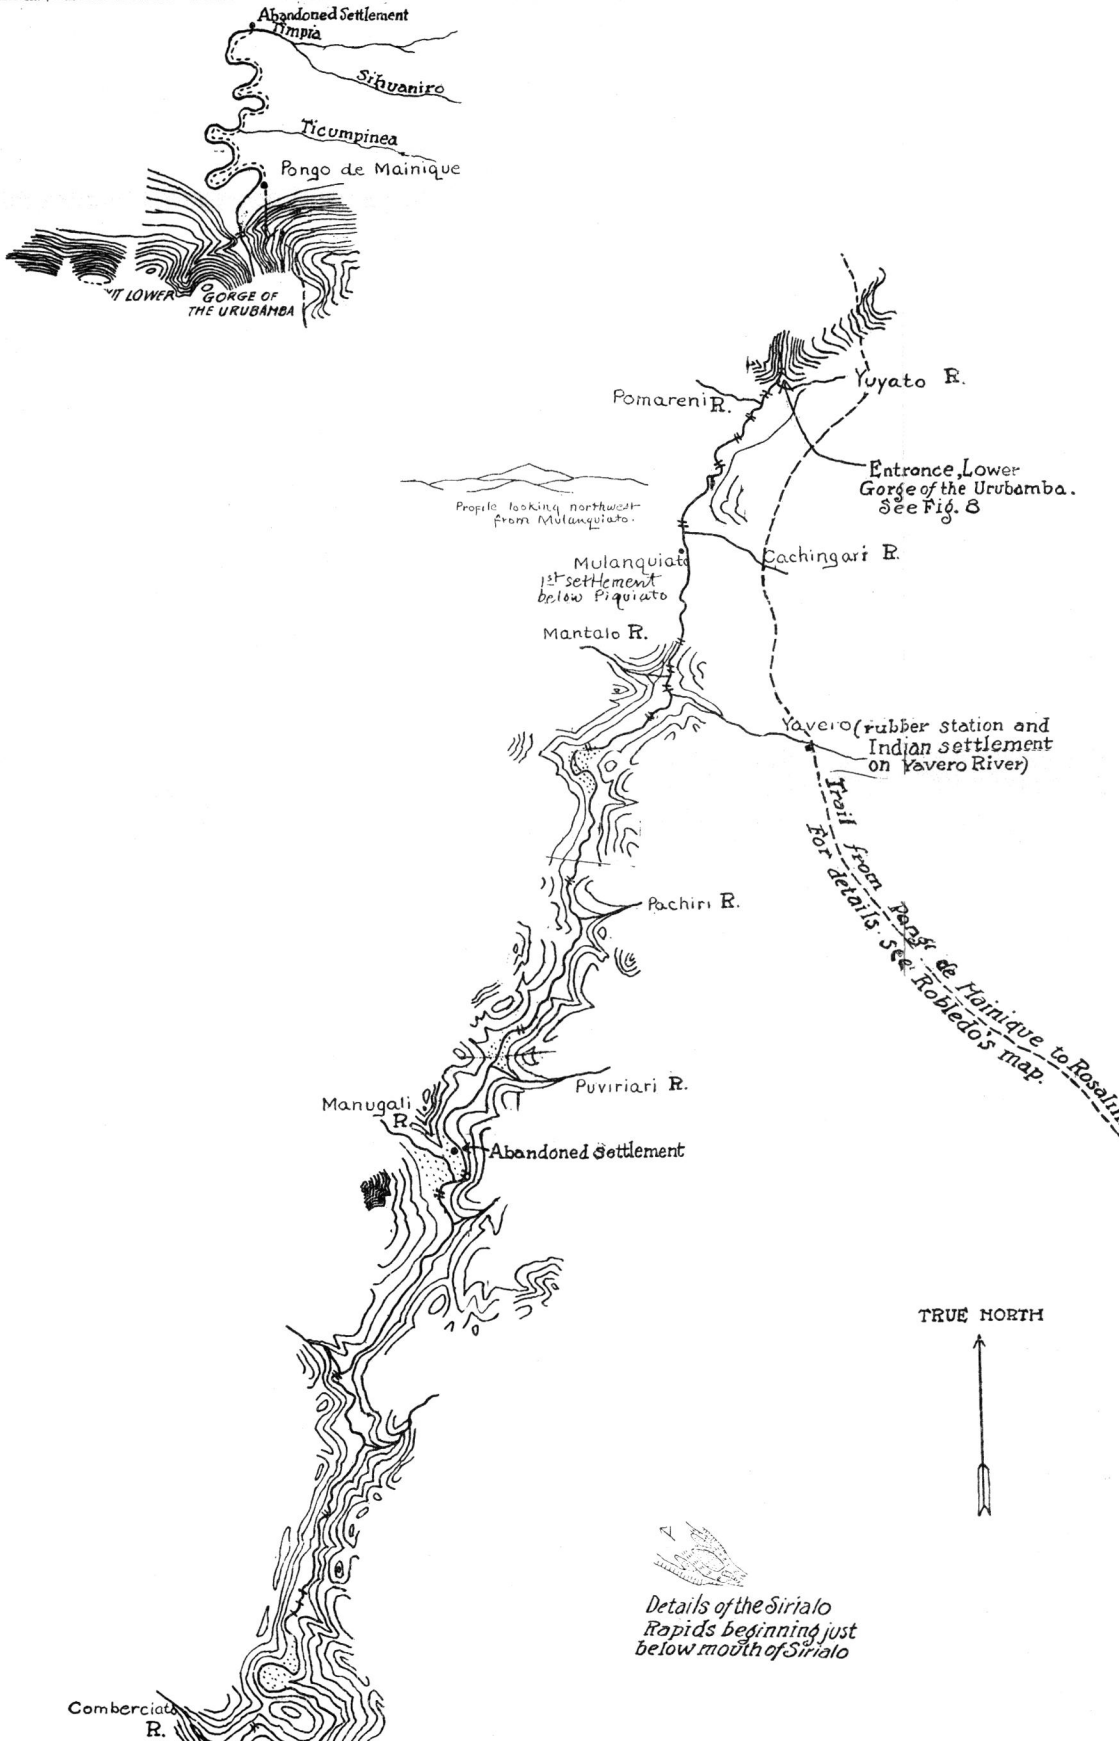 Abandoned Settlement
Timpia
Sihuaniro
Ticumpinea
Pongo de Mainique
LOWER
GORGE OF
THE URUBAMBA
Pomareni R.
Yuyato R.
Entrance, Lower
Gorge of the Urubamba.
See Fig. 8
Profile looking northwest
from Mulanquiato.
Mulanquiato
1st settlement
below Piquiato
Cachingari R.
Mantalo R.
Yavero (rubber station and
Indian settlement
on Yavero River)
Trail from Pongo de Mainique to
For details see Robledo's map.
Pachiri R.
Puviriari R.
Manugali
R.
Abandoned Settlement
TRUE NORTH
Details of the Sirialo
Rapids beginning just
below mouth of Sirialo
Comberciato
R.